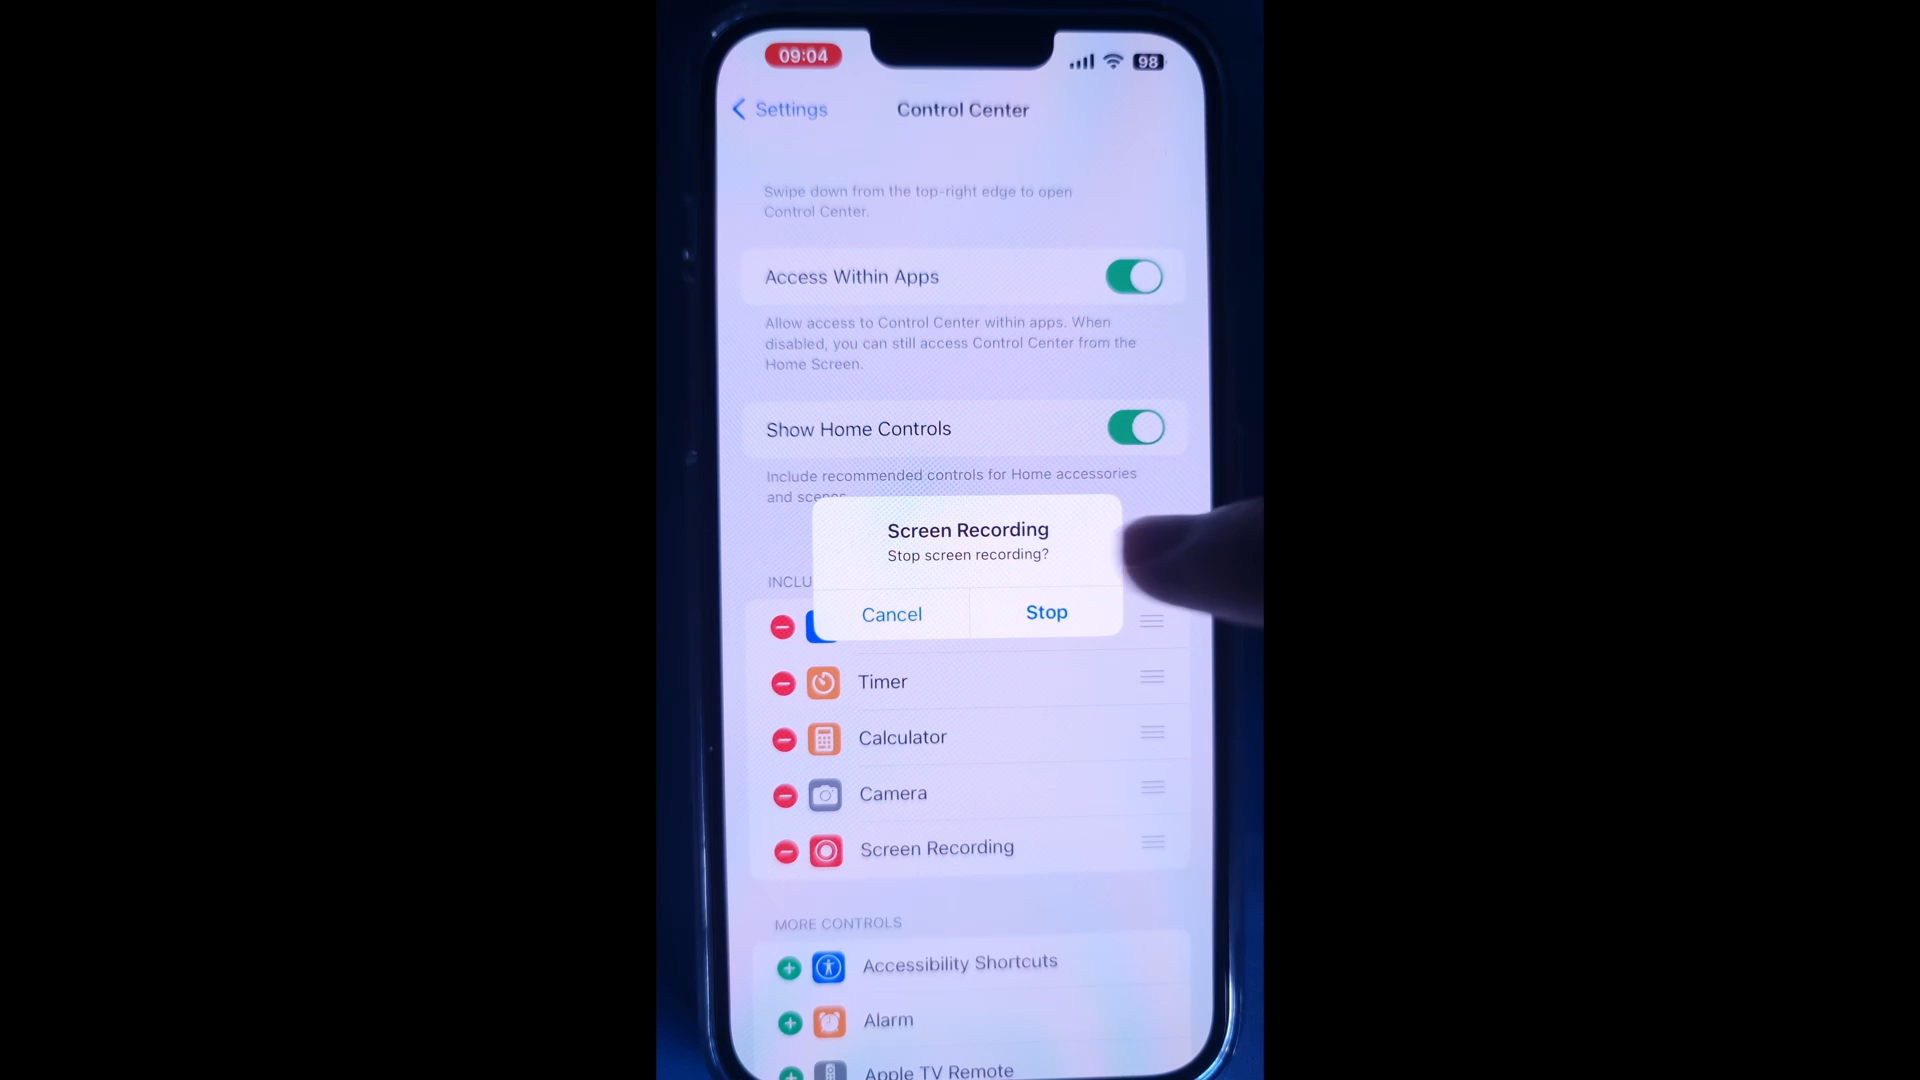 09:04
98
Settings
Control Center
Swipe down from the top-right edge to open
Control Center.
Access Within Apps
Allow access to Control Center within apps. When
disabled, you can still access Control Center from the
Home Screen.
Show Home Controls
Include recommended controls for Home accessories
and scenes
Screen Recording
Stop screen recording?
Cancel
Stop
INCLU
Timer
Calculator
Camera
Screen Recording
MORE CONTROLS
Accessibility Shortcuts
Alarm
Apple TV Remote